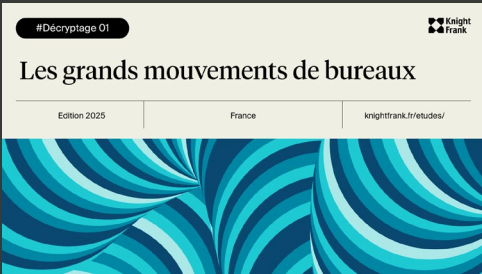 #Décryptage 01
Knight
Frank
Les grands mouvements de bureaux
Edition 2025
France
knightfrank.fr/etudes/